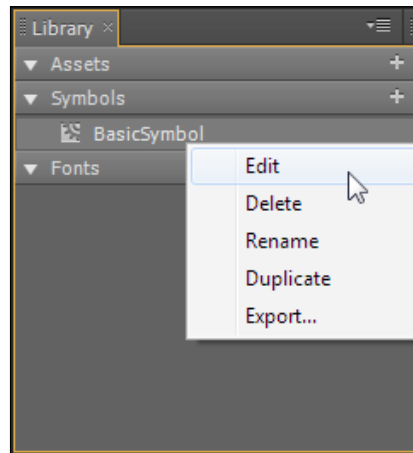 Library
Assets
Symbols
BasicSymbol
Fonts
Edit
Delete
Rename
Duplicate
Export...